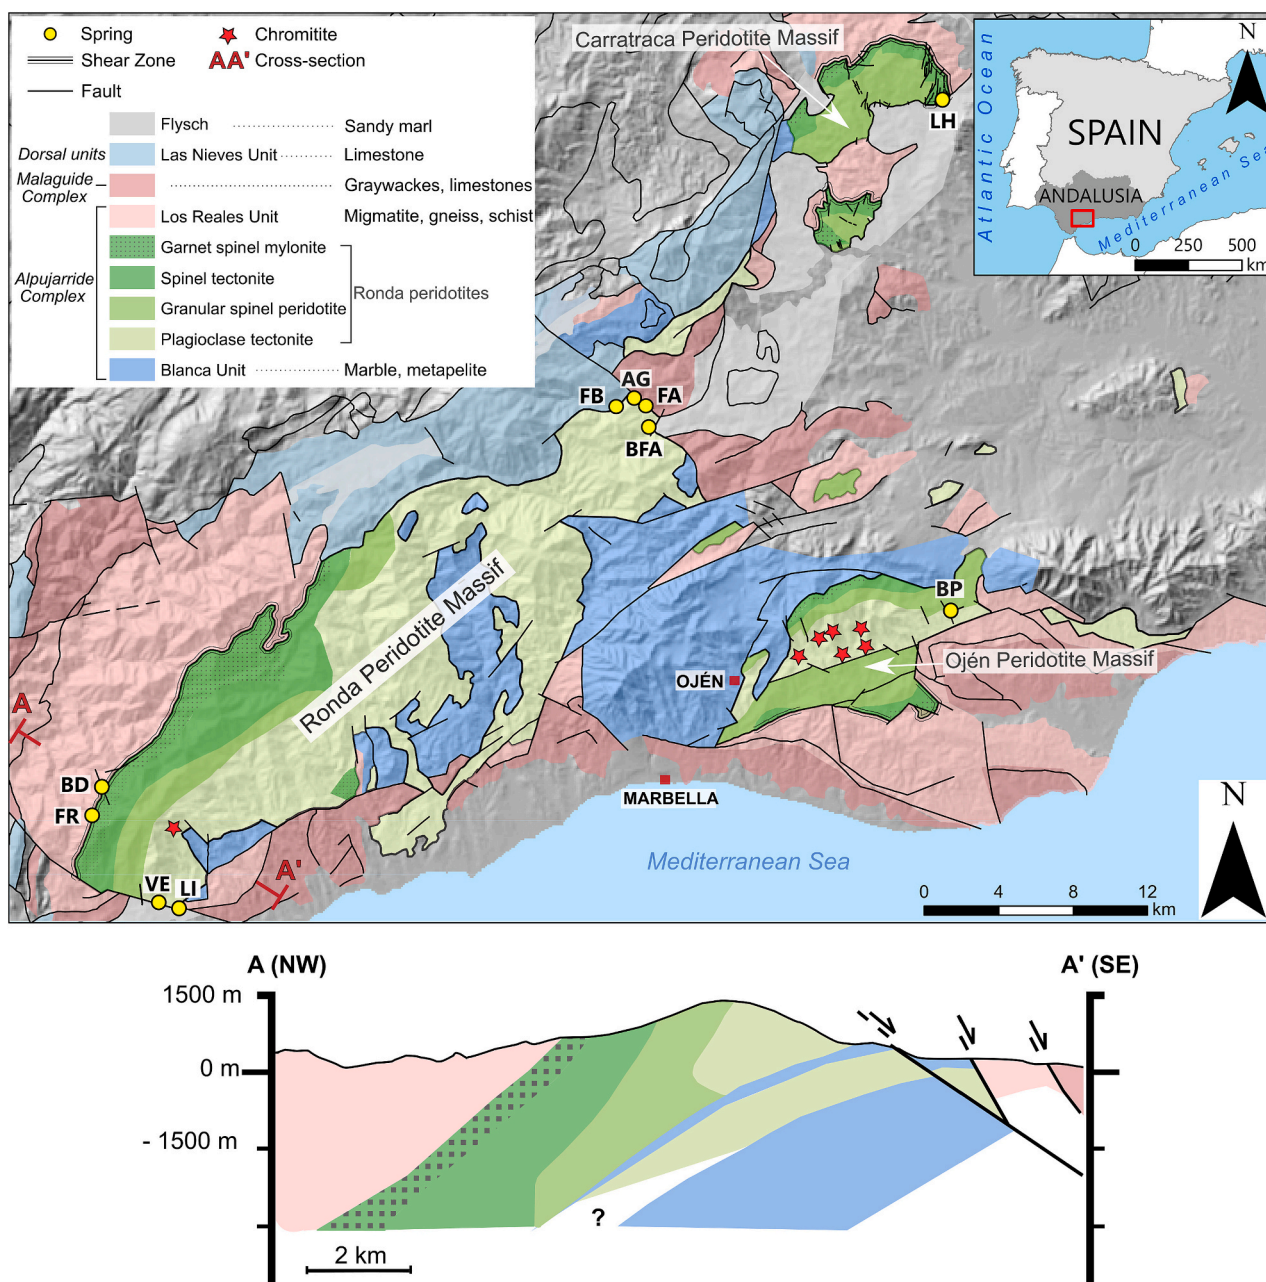 Spring
Chromitite
Shear Zone
AA' Cross-section
Fault
Flysch
Sandy marl
Dorsal units
Las Nieves Unit
Limestone
Malaguide
Complex
Graywackes, limestones
Los Reales Unit
Migmatite, gneiss, schist
Garnet spinel mylonite
Alpujarride
Complex
Spinel tectonite
Ronda peridotites
Granular spinel peridotite
Plagioclase tectonite
Blanca Unit
Marble, metapelite
Carratraca Peridotite Massif
LH
N
Atlantic Ocean
SPAIN
ANDALUSIA
Mediterranean Sea
0 250 500
km
AG
FB
FA
BFA
Ronda Peridotite Massif
BP
Ojén Peridotite Massif
OJÉN
MARBELLA
A
BD
FR
VE
LI
A'
Mediterranean Sea
N
0 4 8 12
km
A (NW)
A' (SE)
1500 m
0 m
- 1500 m
?
2 km